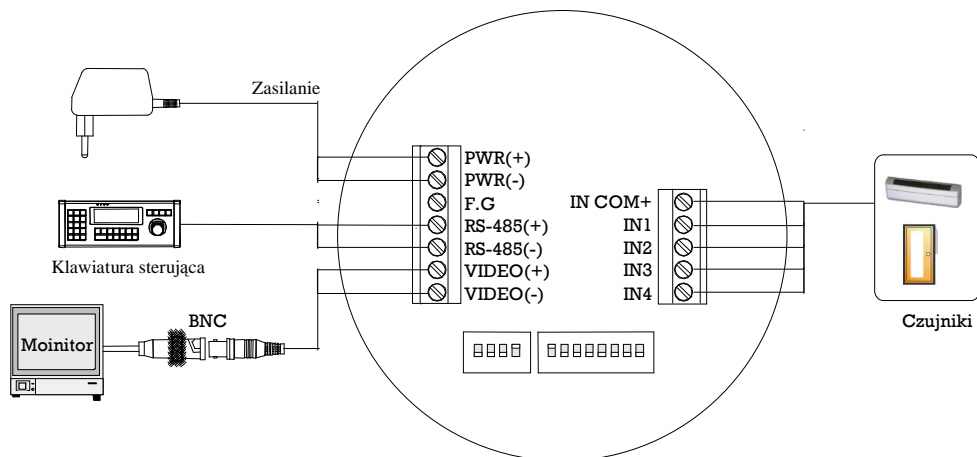 Zasilanie
PWR(+)
PWR(-)
F.G
RS-485(+)
RS-485(-)
VIDEO(+)
VIDEO(-)
IN COM+
IN1
IN2
IN3
IN4
Klawiatura sterująca
BNC
Moinitor
Czujniki